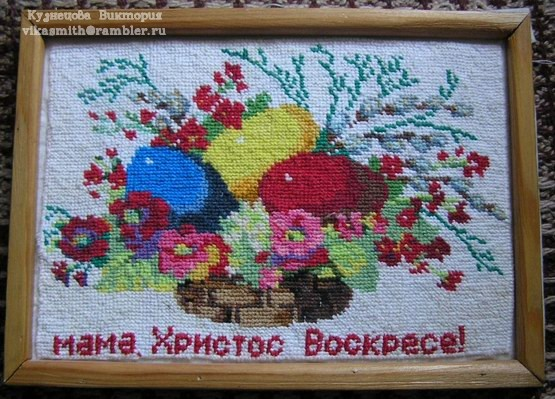 Кузнецова Виктория
vikasmith@rambler.ru
мама, Христос Воскресе!